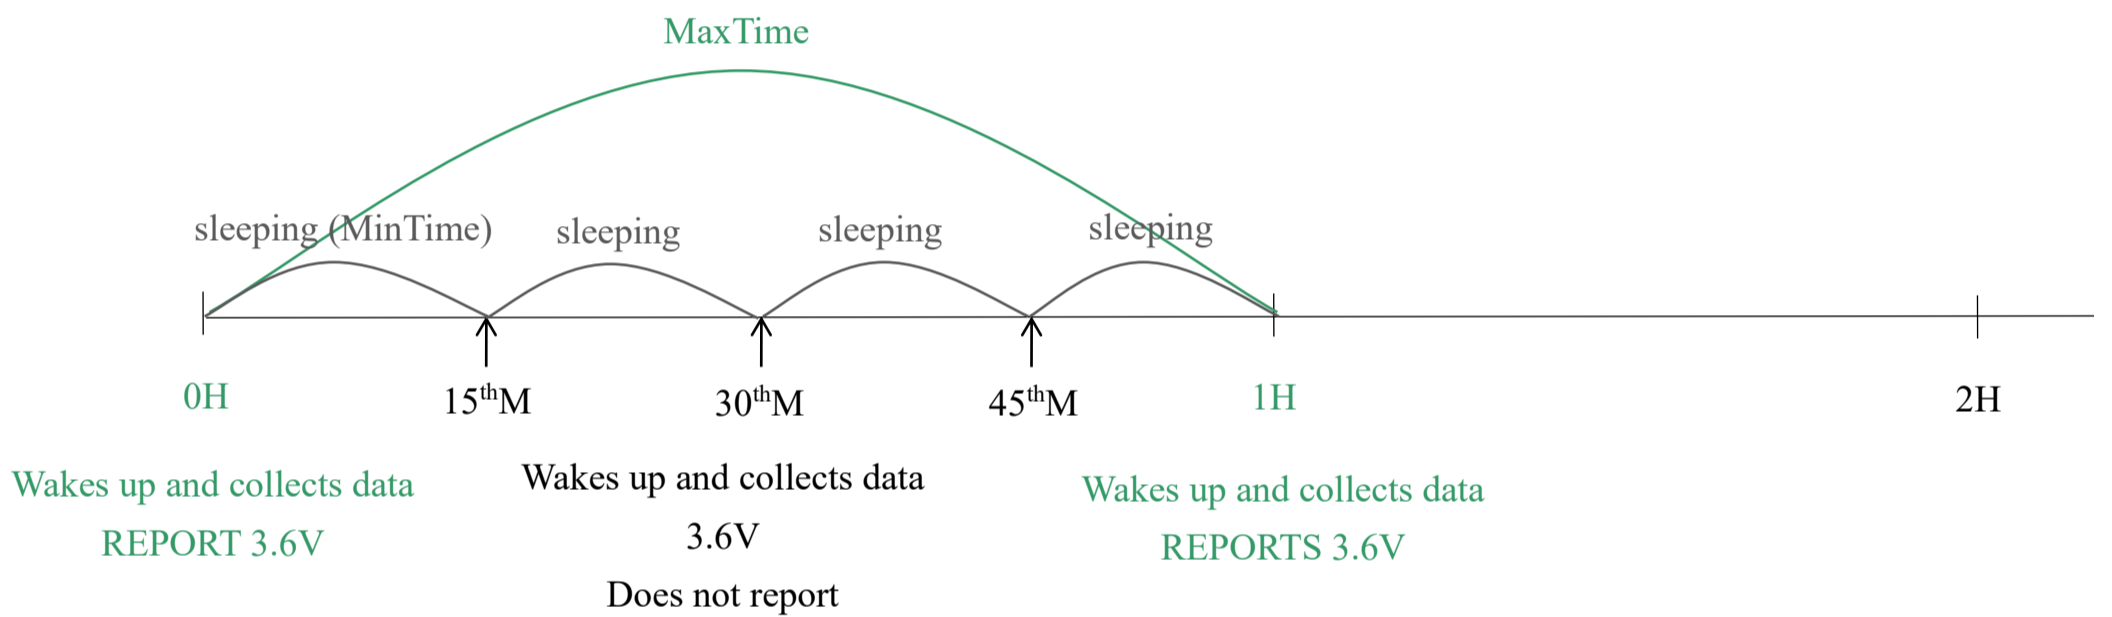 MaxTime
sleeping (MinTime)
sleeping
sleeping
sleeping
0H
15thM
30thM
45thM
1H
2H
Wakes up and collects data
REPORT 3.6V
Wakes up and collects data
3.6V
Does not report
Wakes up and collects data
REPORTS 3.6V